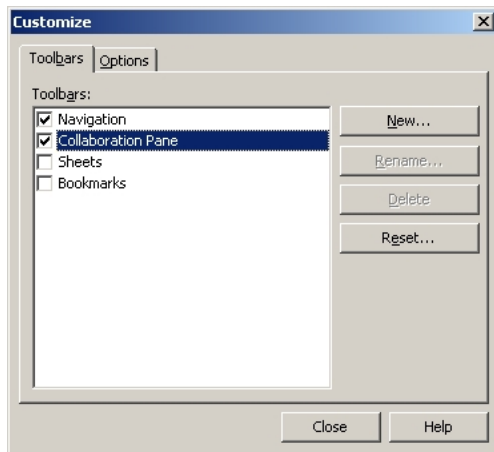 Customize
Toolbars Options
Toolbars:
Navigation
Collaboration Pane
Sheets
Bookmarks
New...
Rename...
Delete
Reset...
Close Help